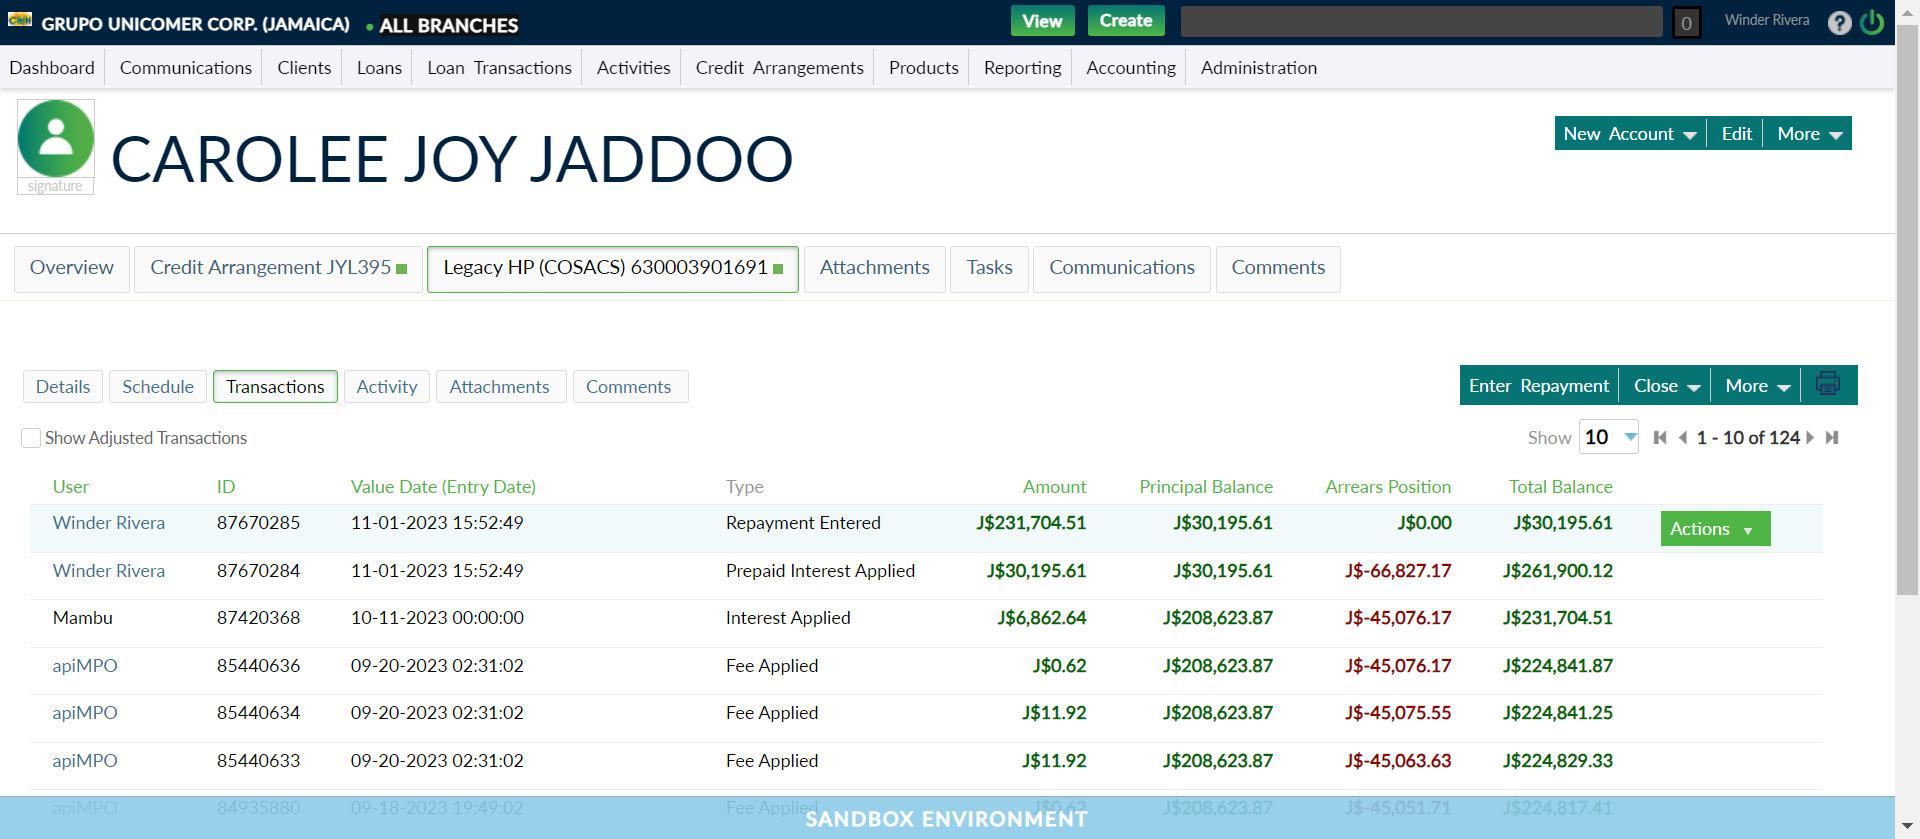 Cash GRUPO UNICOMER CORP. (JAMAICA) ALL BRANCHES View Create 0 Winder Rivera ?
Dashboard Communications Clients Loans Loan Transactions Activities Credit Arrangements Products Reporting Accounting Administration
CAROLEE JOY JADDOO
New Account Edit More
signature
Overview Credit Arrangement JYL395 Legacy HP (COSACS) 630003901691 Attachments Tasks Communications Comments
Details Schedule Transactions Activity Attachments Comments Enter Repayment Close More
Show Adjusted Transactions Show 10 1 - 10 of 124
User ID Value Date (Entry Date) Type Amount Principal Balance Arrears Position Total Balance
Winder Rivera 87670285 11-01-2023 15:52:49 Repayment Entered J$231,704.51 J$30,195.61 J$0.00 J$30,195.61 Actions
Winder Rivera 87670284 11-01-2023 15:52:49 Prepaid Interest Applied J$30,195.61 J$30,195.61 J$-66,827.17 J$261,900.12
Mambu 87420368 10-11-2023 00:00:00 Interest Applied J$6,862.64 J$208,623.87 J$-45,076.17 J$231,704.51
apiMPO 85440636 09-20-2023 02:31:02 Fee Applied J$0.62 J$208,623.87 J$-45,076.17 J$224,841.87
apiMPO 85440634 09-20-2023 02:31:02 Fee Applied J$11.92 J$208,623.87 J$-45,075.55 J$224,841.25
apiMPO 85440633 09-20-2023 02:31:02 Fee Applied J$11.92 J$208,623.87 J$-45,063.63 J$224,829.33
apiMPO 84935880 09-18-2023 19:49:02 Fee Applied J$0.62 J$208,623.87 J$-45,051.71 J$224,817.41
SANDBOX ENVIRONMENT